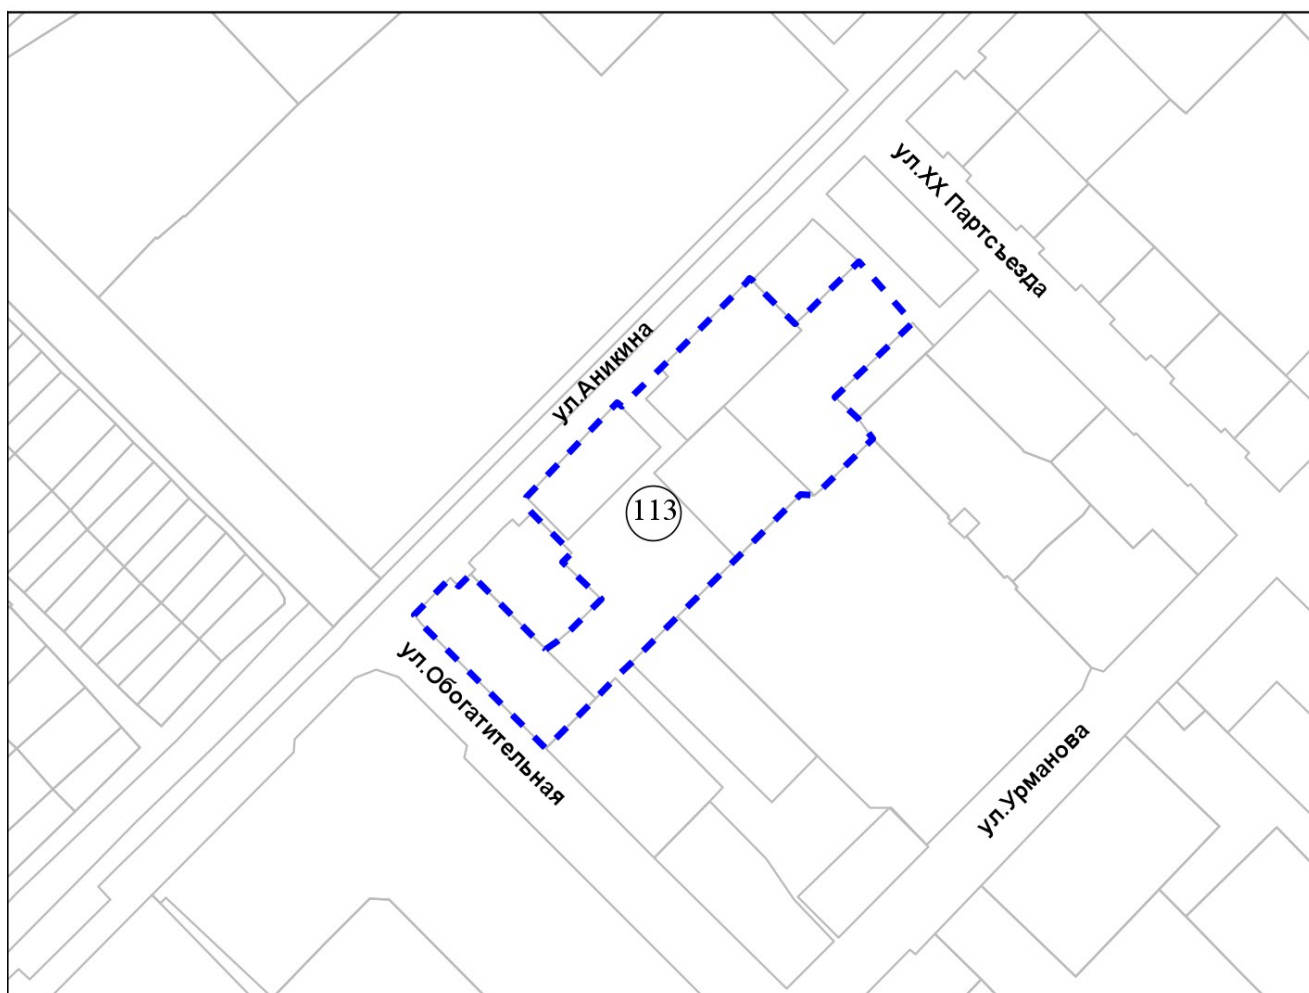 ул.XX Партсъезда
ул.Аникина
113
ул.Обогатительная
ул.Урманова